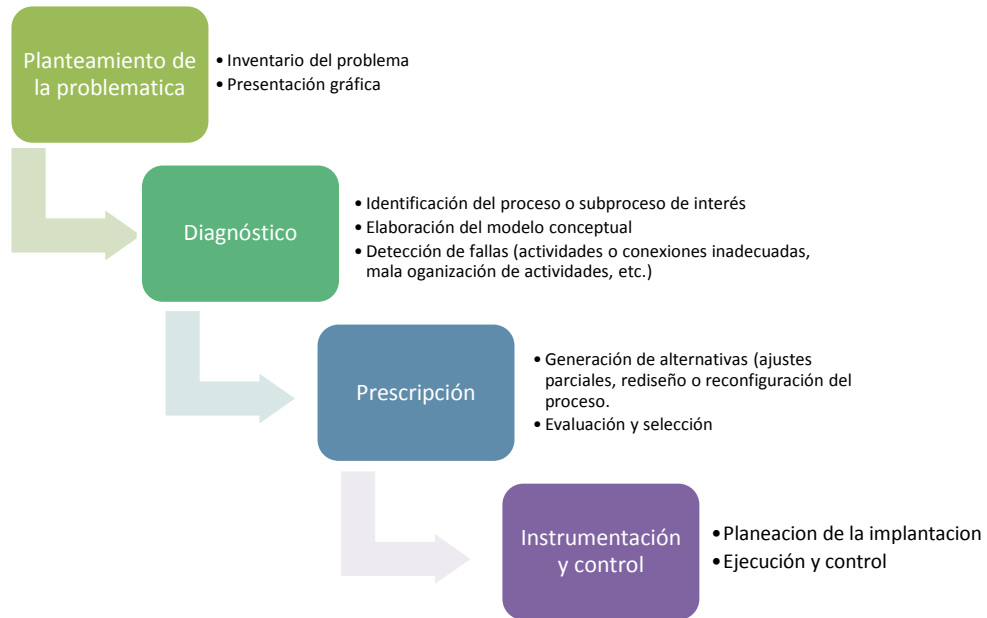 Planteamiento de
la problematica
• Inventario del problema
• Presentación gráfica
Diagnóstico
• Identificación del proceso o subproceso de interés
• Elaboración del modelo conceptual
• Detección de fallas (actividades o conexiones inadecuadas,
mala oganización de actividades, etc.)
Prescripción
• Generación de alternativas (ajustes
parciales, rediseño o reconfiguración del
proceso.
• Evaluación y selección
Instrumentación
y control
• Planeacion de la implantacion
• Ejecución y control